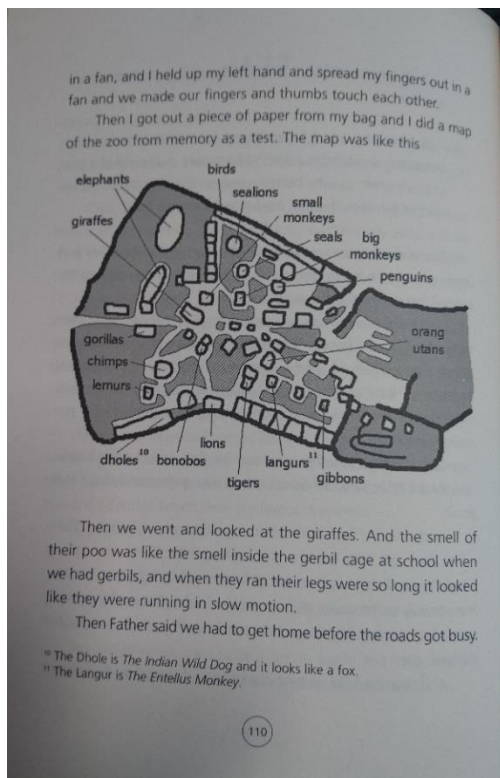 in a fan, and I held up my left hand and spread my fingers out in a
fan and we made our fingers and thumbs touch each other.
Then I got out a piece of paper from my bag and I did a map
of the zoo from memory as a test. The map was like this
birds
elephants
sealions
small
monkeys
giraffes
seals
big
monkeys
penguins
gorillas
orang
utans
chimps
lemurs
lions
dholes¹⁰
bonobos
langurs¹¹
gibbons
tigers
Then we went and looked at the giraffes. And the smell of
their poo was like the smell inside the gerbil cage at school when
we had gerbils, and when they ran their legs were so long it looked
like they were running in slow motion.
Then Father said we had to get home before the roads got busy.
¹⁰ The Dhole is The Indian Wild Dog and it looks like a fox.
¹¹ The Langur is The Entellus Monkey.
110